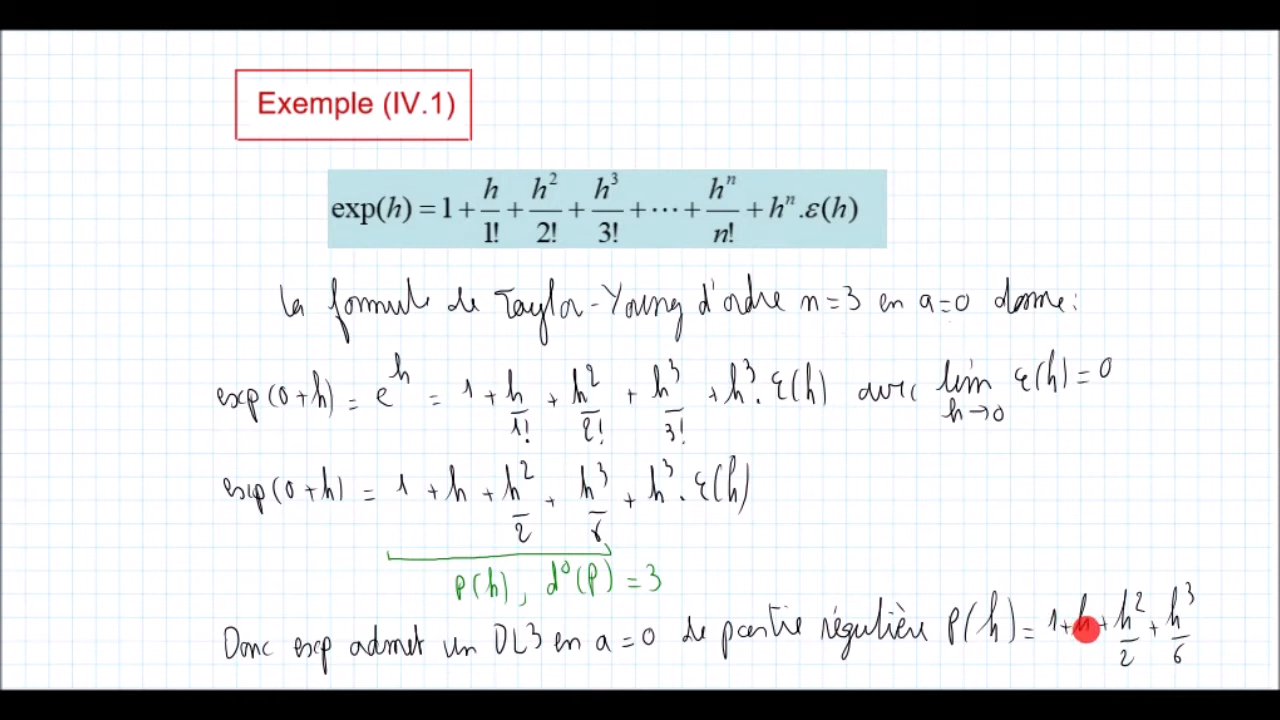 Exemple (IV.1)
exp(h) = 1 + h/1! + h²/2! + h³/3! + ⋯ + hⁿ/n! + hⁿ.ε(h)
La formule de Taylor-Young d'ordre n=3 en a=0 donne :
exp(0+h) = eʰ = 1 + h/1! + h²/2! + h³/3! + h³. ε(h) avec lim h→0 ε(h) = 0
exp(0+h) = 1 + h + h²/2 + h³/6 + h³. ε(h)
P(h), d°(P) = 3
Donc exp admet un DL3 en a=0 de partie régulière P(h) = 1 + h + h²/2 + h³/6